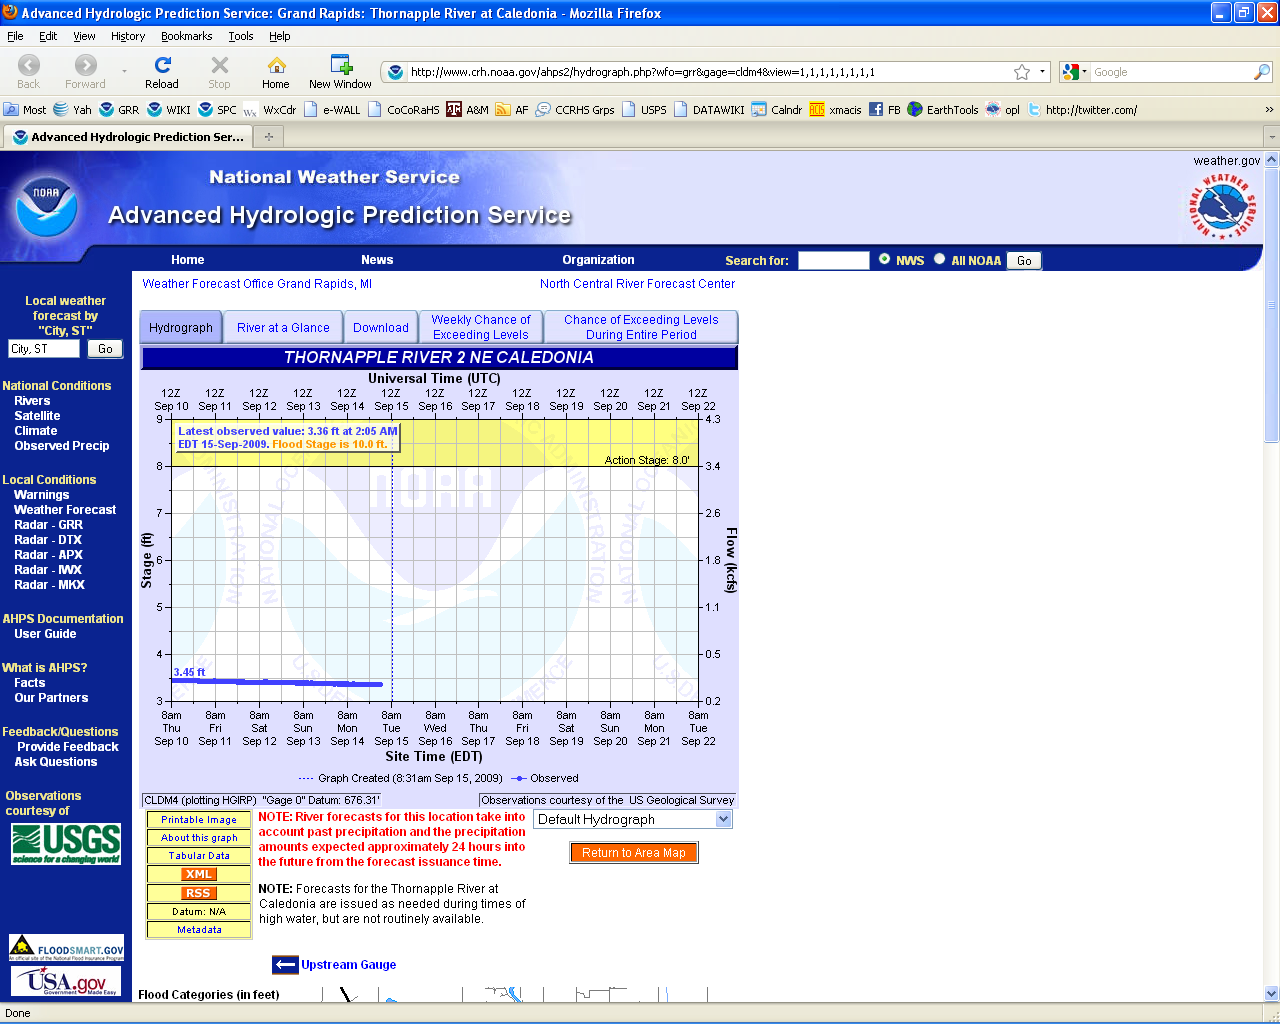 Advanced Hydrologic Prediction Service: Grand Rapids: Thornapple River at Caledonia - Mozilla Firefox
File Edit View History Bookmarks Tools Help
Back Forward Reload Stop Home New Window
http://www.crh.noaa.gov/ahps2/hydrograph.php?wfo=grr&gage=cldm4&view=1,1,1,1,1,1,1,1
Google
Most Yah GRR WIKI SPC WxCdr e-WALL CoCoRaHS A&M AF CCRHS Grps USPS DATAWIKI Calndr xmacis FB EarthTools opl http://twitter.com/ »
Advanced Hydrologic Prediction Ser...
weather.gov
NOAA
National Weather Service
Advanced Hydrologic Prediction Service
NATIONAL WEATHER SERVICE
Home News Organization Search for: NWS All NOAA Go
Local weather
forecast by
"City, ST"
City, ST Go
National Conditions
Rivers
Satellite
Climate
Observed Precip
Local Conditions
Warnings
Weather Forecast
Radar - GRR
Radar - DTX
Radar - APX
Radar - IWX
Radar - MKX
AHPS Documentation
User Guide
What is AHPS?
Facts
Our Partners
Feedback/Questions
Provide Feedback
Ask Questions
Observations
courtesy of
USGS
science for a changing world
FLOODSMART.GOV
An official site of the National Flood Insurance Program
USA.gov
Government Made Easy
Weather Forecast Office Grand Rapids, MI North Central River Forecast Center
Hydrograph River at a Glance Download Weekly Chance of Exceeding Levels Chance of Exceeding Levels During Entire Period
THORNAPPLE RIVER 2 NE CALEDONIA
Universal Time (UTC)
12Z 12Z 12Z 12Z 12Z 12Z 12Z 12Z 12Z 12Z 12Z 12Z 12Z
Sep 10 Sep 11 Sep 12 Sep 13 Sep 14 Sep 15 Sep 16 Sep 17 Sep 18 Sep 19 Sep 20 Sep 21 Sep 22
Latest observed value: 3.36 ft at 2:05 AM
EDT 15-Sep-2009. Flood Stage is 10.0 ft.
Action Stage: 8.0'
NOAA
Stage (ft)
9
8
7
6
5
4
3
Flow (kcfs)
4.3
3.4
2.6
1.8
1.1
0.5
0.2
3.45 ft
8am 8am 8am 8am 8am 8am 8am 8am 8am 8am 8am 8am 8am
Thu Fri Sat Sun Mon Tue Wed Thu Fri Sat Sun Mon Tue
Sep 10 Sep 11 Sep 12 Sep 13 Sep 14 Sep 15 Sep 16 Sep 17 Sep 18 Sep 19 Sep 20 Sep 21 Sep 22
Site Time (EDT)
Graph Created (8:31am Sep 15, 2009) Observed
CLDM4 (plotting HGIRP) "Gage 0" Datum: 676.31' Observations courtesy of the US Geological Survey
Printable Image
About this graph
Tabular Data
XML
RSS
Datum: N/A
Metadata
NOTE: River forecasts for this location take into
account past precipitation and the precipitation
amounts expected approximately 24 hours into
the future from the forecast issuance time.
NOTE: Forecasts for the Thornapple River at
Caledonia are issued as needed during times of
high water, but are not routinely available.
Default Hydrograph
Return to Area Map
Upstream Gauge
Flood Categories (in feet)
Done